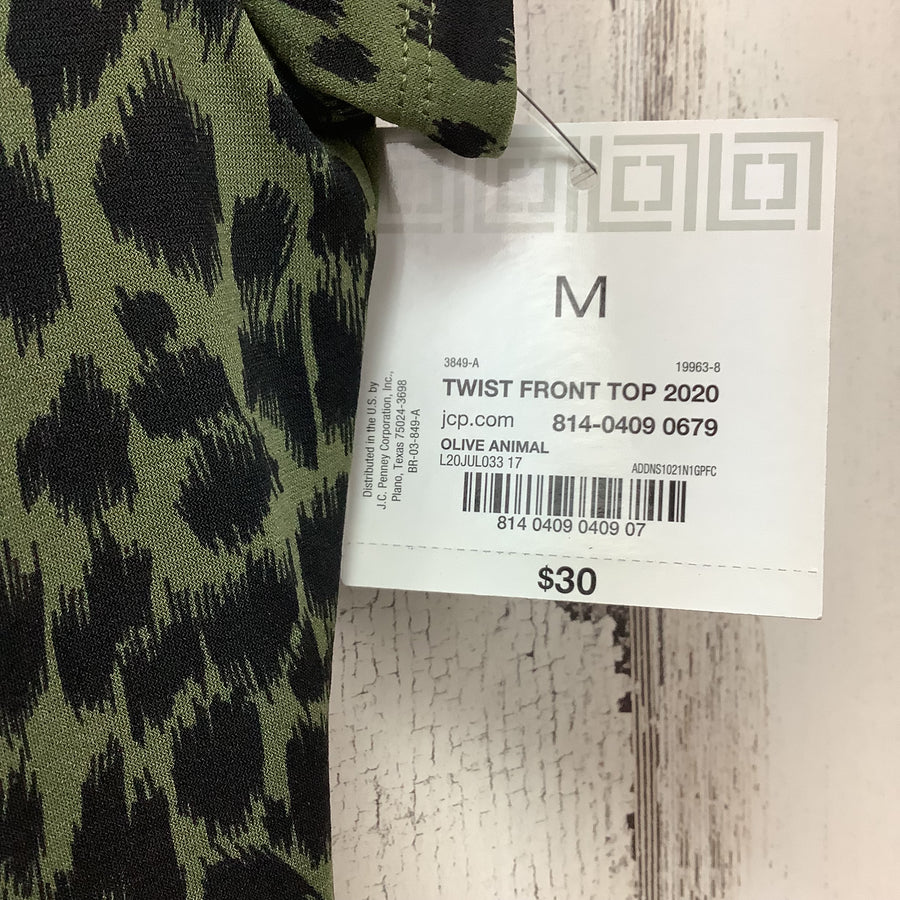 M
3849-A 19963-8
TWIST FRONT TOP 2020
jcp.com 814-0409 0679
OLIVE ANIMAL
L20JUL033 17 ADDNS1021N1GPFC
814 0409 0409 07
$30
Distributed in the U.S. by
J.C. Penney Corporation, Inc.,
Plano, Texas 75024-3698
BR-03-849-A